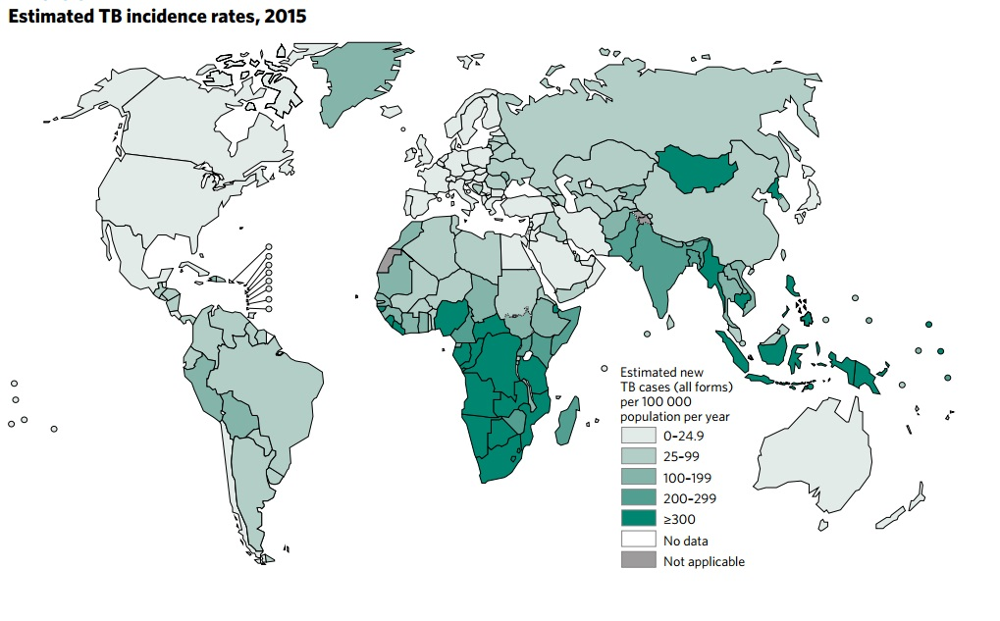 Estimated TB incidence rates, 2015
Estimated new
TB cases (all forms)
per 100 000
population per year
0–24.9
25–99
100–199
200–299
≥300
No data
Not applicable